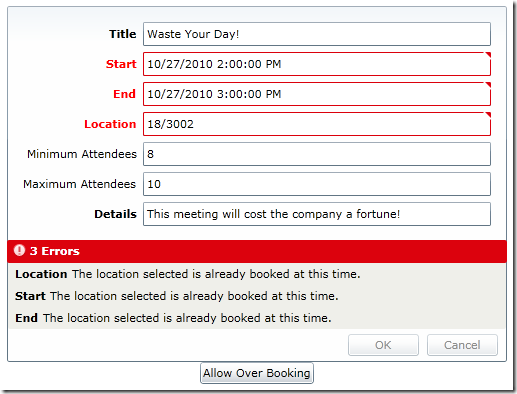 Title Waste Your Day!
Start 10/27/2010 2:00:00 PM
End 10/27/2010 3:00:00 PM
Location 18/3002
Minimum Attendees 8
Maximum Attendees 10
Details This meeting will cost the company a fortune!
3 Errors
Location The location selected is already booked at this time.
Start The location selected is already booked at this time.
End The location selected is already booked at this time.
OK Cancel
Allow Over Booking